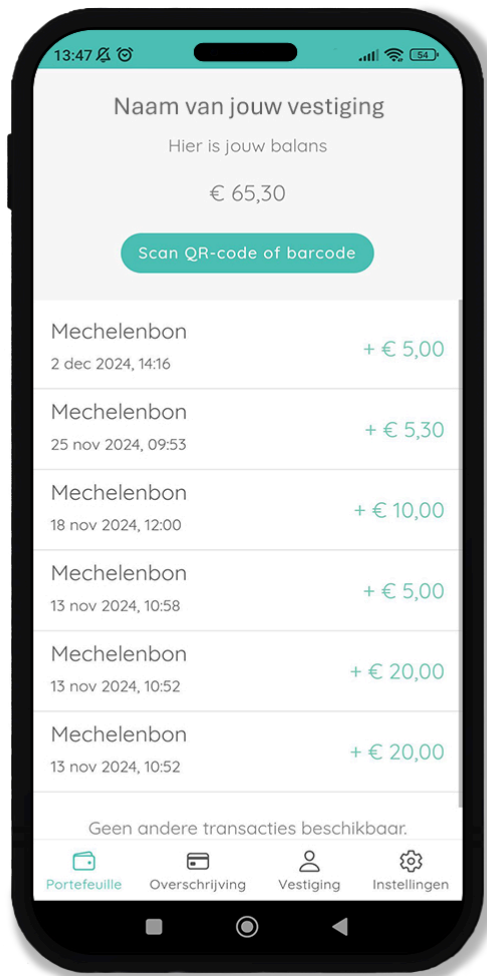 13:47
54
Naam van jouw vestiging
Hier is jouw balans
€ 65,30
Scan QR-code of barcode
Mechelenbon
+ € 5,00
2 dec 2024, 14:16
Mechelenbon
+ € 5,30
25 nov 2024, 09:53
Mechelenbon
+ € 10,00
18 nov 2024, 12:00
Mechelenbon
+ € 5,00
13 nov 2024, 10:58
Mechelenbon
+ € 20,00
13 nov 2024, 10:52
Mechelenbon
+ € 20,00
13 nov 2024, 10:52
Geen andere transacties beschikbaar.
Portefeuille Overschrijving Vestiging Instellingen